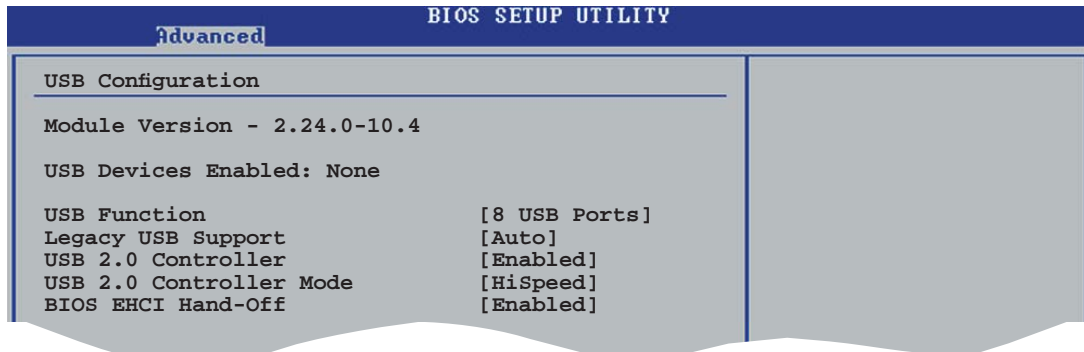 BIOS SETUP UTILITY
Advanced
USB Configuration
Module Version - 2.24.0-10.4
USB Devices Enabled: None
USB Function [8 USB Ports]
Legacy USB Support [Auto]
USB 2.0 Controller [Enabled]
USB 2.0 Controller Mode [HiSpeed]
BIOS EHCI Hand-Off [Enabled]